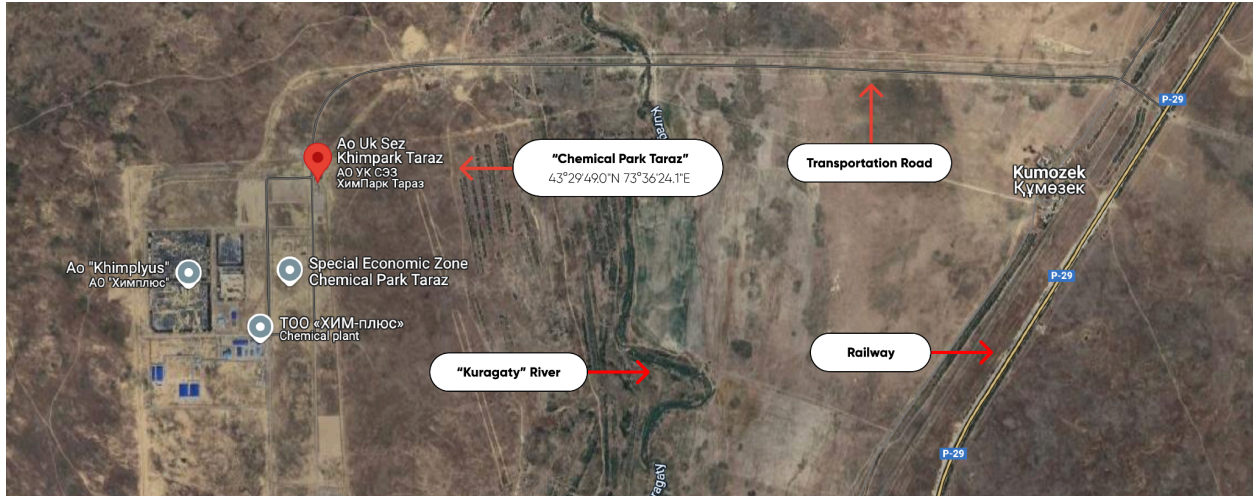 Kurag
P-29
Ao Uk Sez
Khimpark Taraz
АО УК СЭЗ
ХимПарк Тараз
“Chemical Park Taraz”
43°29'49.0"N 73°36'24.1"E
Transportation Road
Kumozek
Құмөзек
Ao "Khimplyus"
АО "Химплюс"
Special Economic Zone
Chemical Park Taraz
P-29
ТОО «ХИМ-плюс»
Chemical plant
Railway
“Kuragaty” River
P-29
ragaty